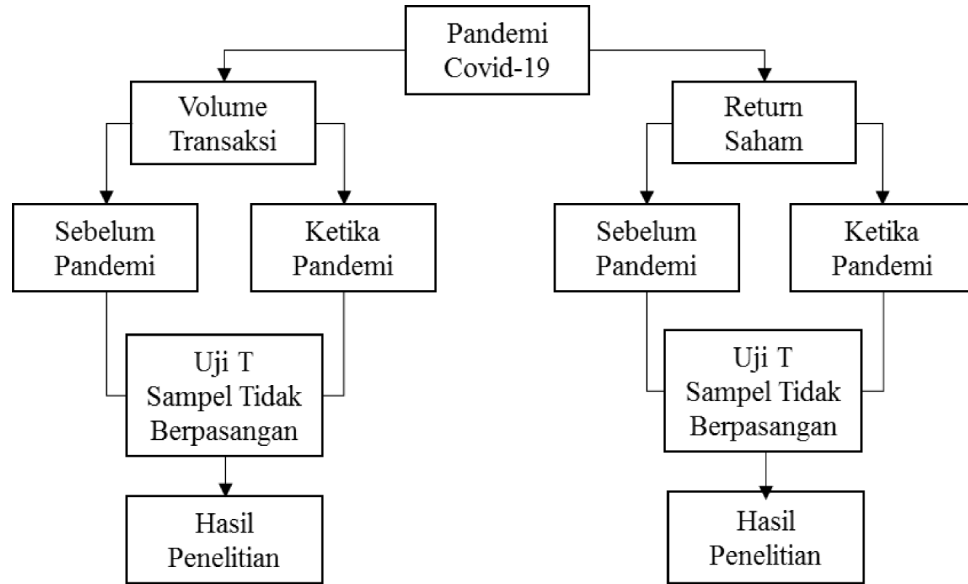 Pandemi
Covid-19
Volume
Transaksi
Return
Saham
Sebelum
Pandemi
Ketika
Pandemi
Sebelum
Pandemi
Ketika
Pandemi
Uji T
Sampel Tidak
Berpasangan
Uji T
Sampel Tidak
Berpasangan
Hasil
Penelitian
Hasil
Penelitian